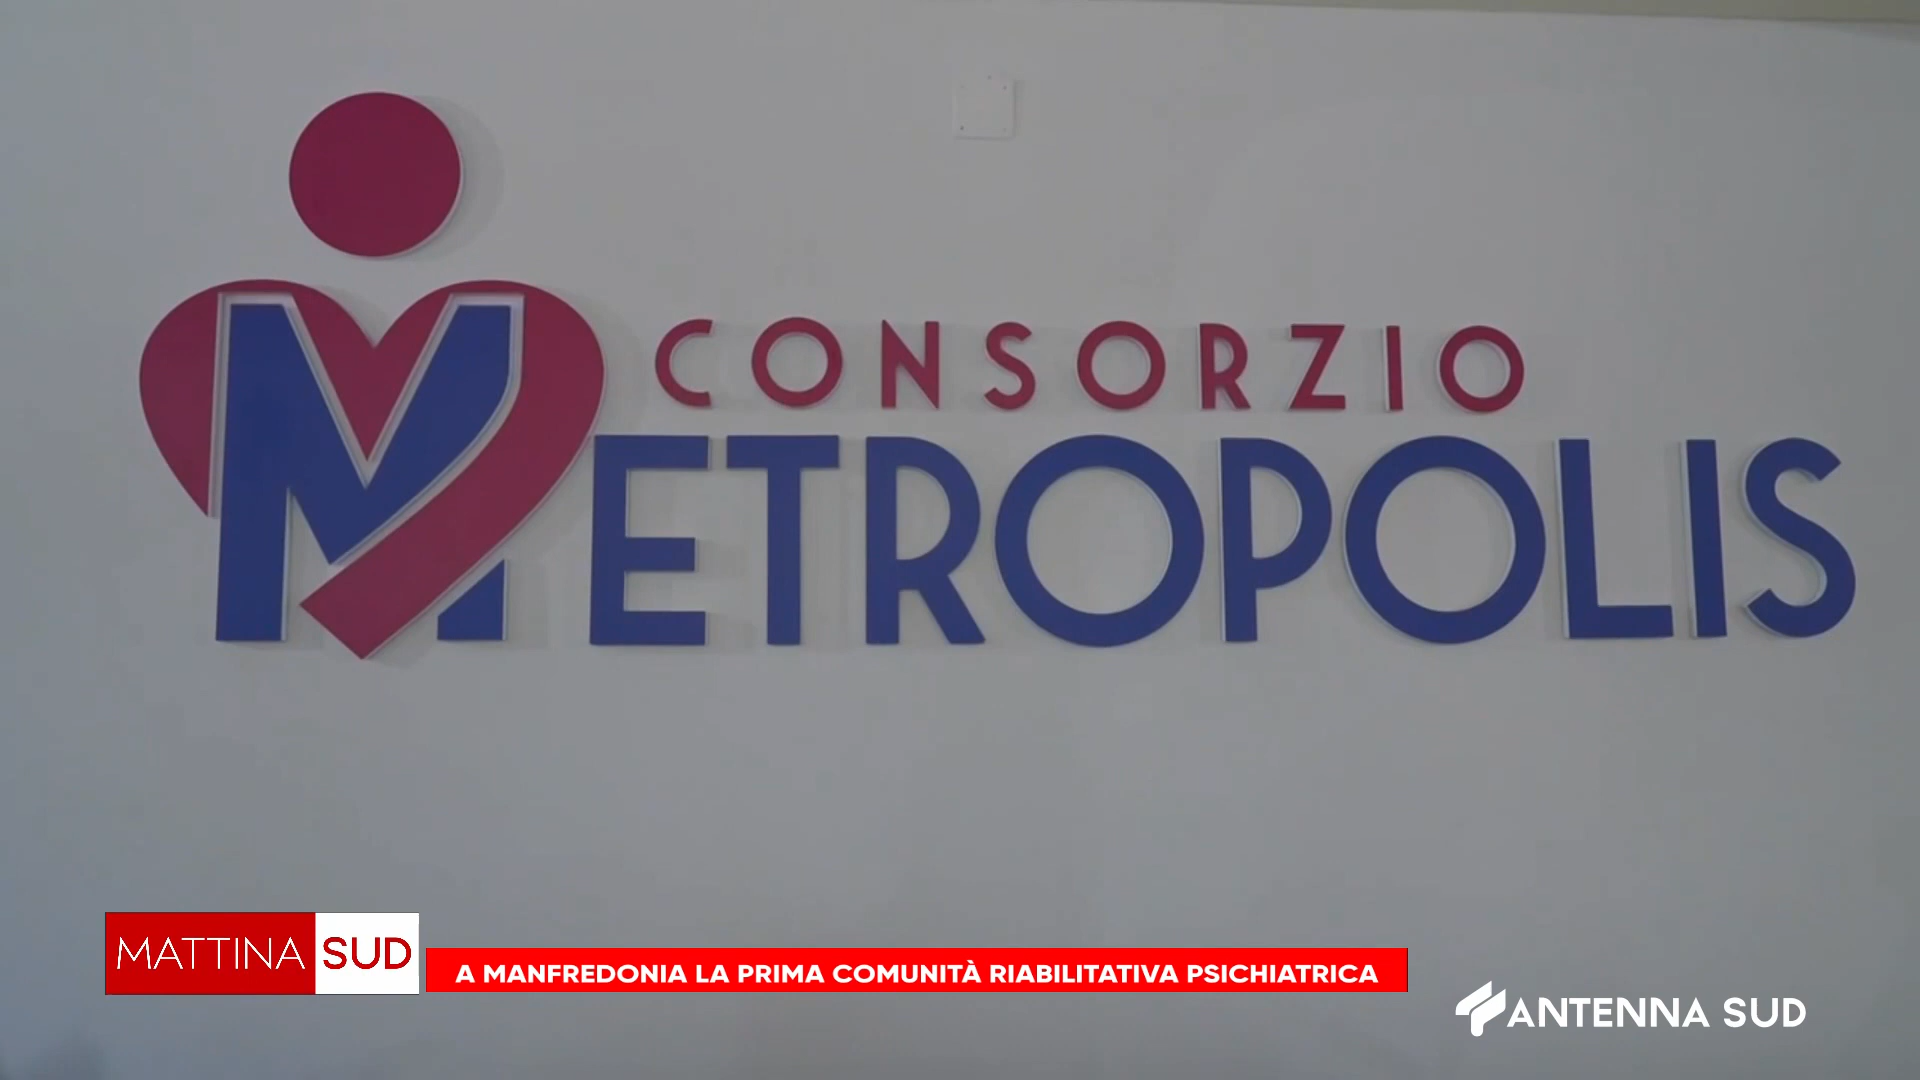 CONSORZIO
METROPOLIS
MATTINA SUD
A MANFREDONIA LA PRIMA COMUNITÀ RIABILITATIVA PSICHIATRICA
ANTENNA SUD